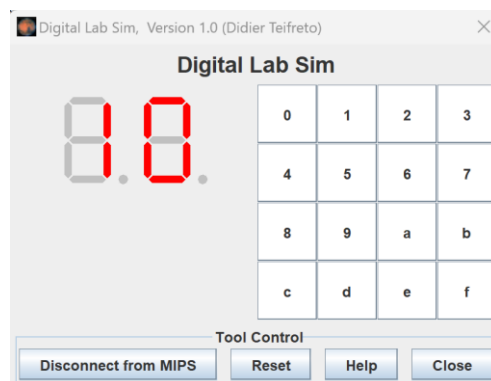 Digital Lab Sim, Version 1.0 (Didier Teifreto)
Digital Lab Sim
10
0 1 2 3
4 5 6 7
8 9 a b
c d e f
Tool Control
Disconnect from MIPS Reset Help Close